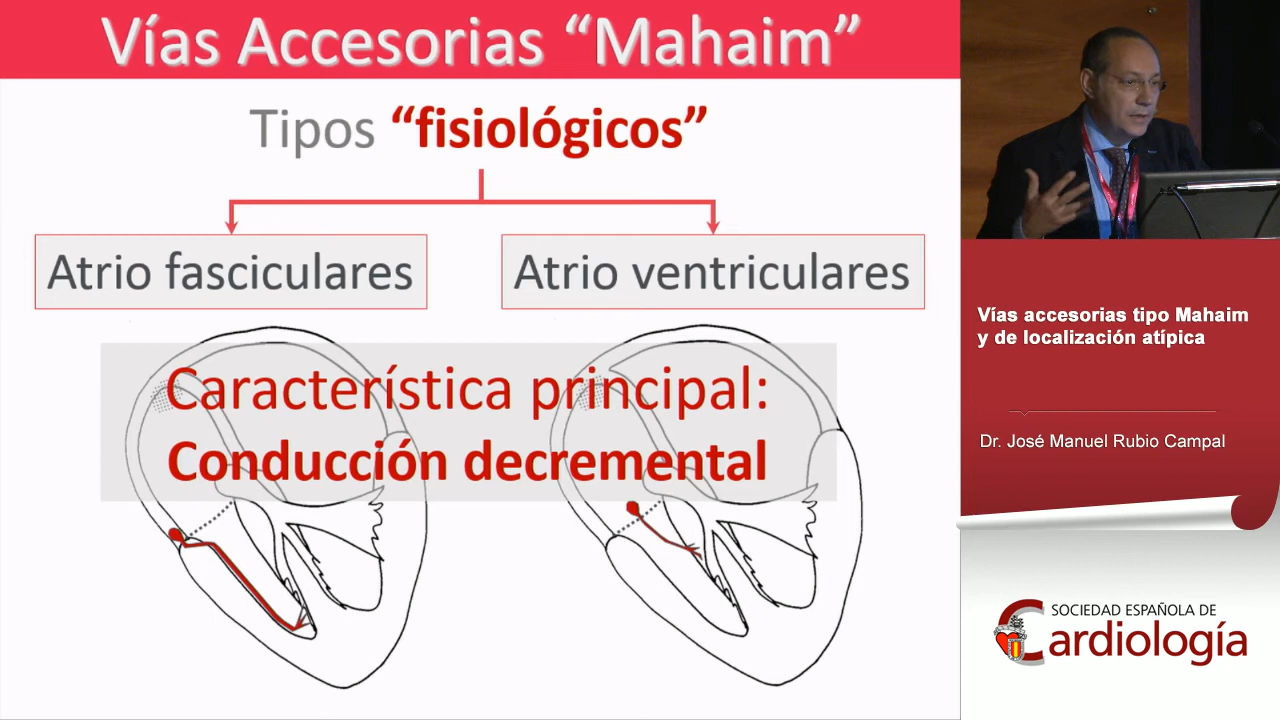 Vías Accesorias “Mahaim”
Tipos “fisiológicos”
Atrio fasciculares
Atrio ventriculares
Característica principal:
Conducción decremental
Vías accesorias tipo Mahaim
y de localización atípica
Dr. José Manuel Rubio Campal
SOCIEDAD ESPAÑOLA DE
Cardiología